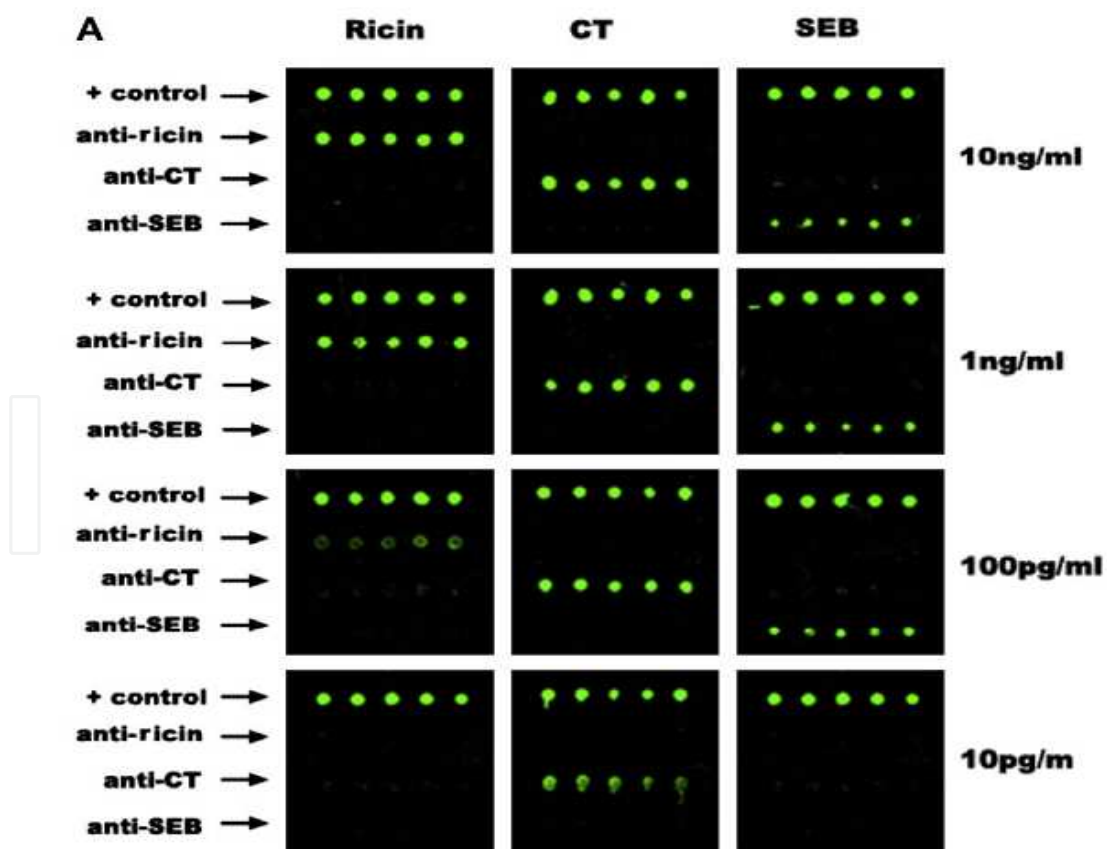 A
Ricin CT SEB
+ control
anti-ricin
anti-CT
anti-SEB
10ng/ml
+ control
anti-ricin
anti-CT
anti-SEB
1ng/ml
+ control
anti-ricin
anti-CT
anti-SEB
100pg/ml
+ control
anti-ricin
anti-CT
anti-SEB
10pg/m